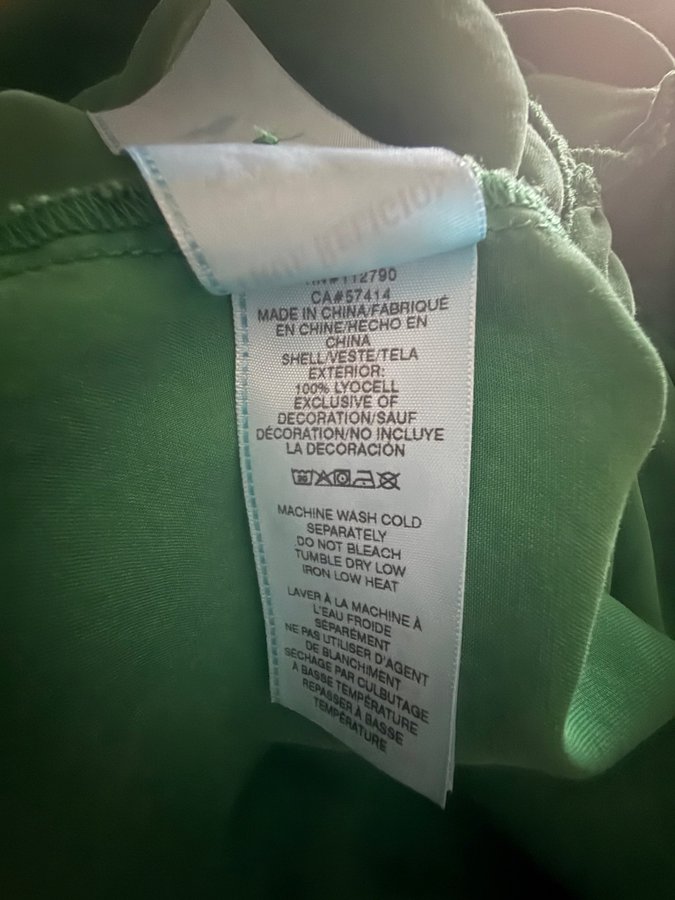 RN#112790
CA#57414
MADE IN CHINA/FABRIQUÉ
EN CHINE/HECHO EN
CHINA
SHELL/VESTE/TELA
EXTERIOR:
100% LYOCELL
EXCLUSIVE OF
DECORATION/SAUF
DÉCORATION/NO INCLUYE
LA DECORACIÓN
MACHINE WASH COLD
SEPARATELY
DO NOT BLEACH
TUMBLE DRY LOW
IRON LOW HEAT
LAVER À LA MACHINE À
L'EAU FROIDE
SÉPARÉMENT
NE PAS UTILISER D'AGENT
DE BLANCHIMENT
SÉCHAGE PAR CULBUTAGE
À BASSE TEMPÉRATURE
REPASSER À BASSE
TEMPÉRATURE